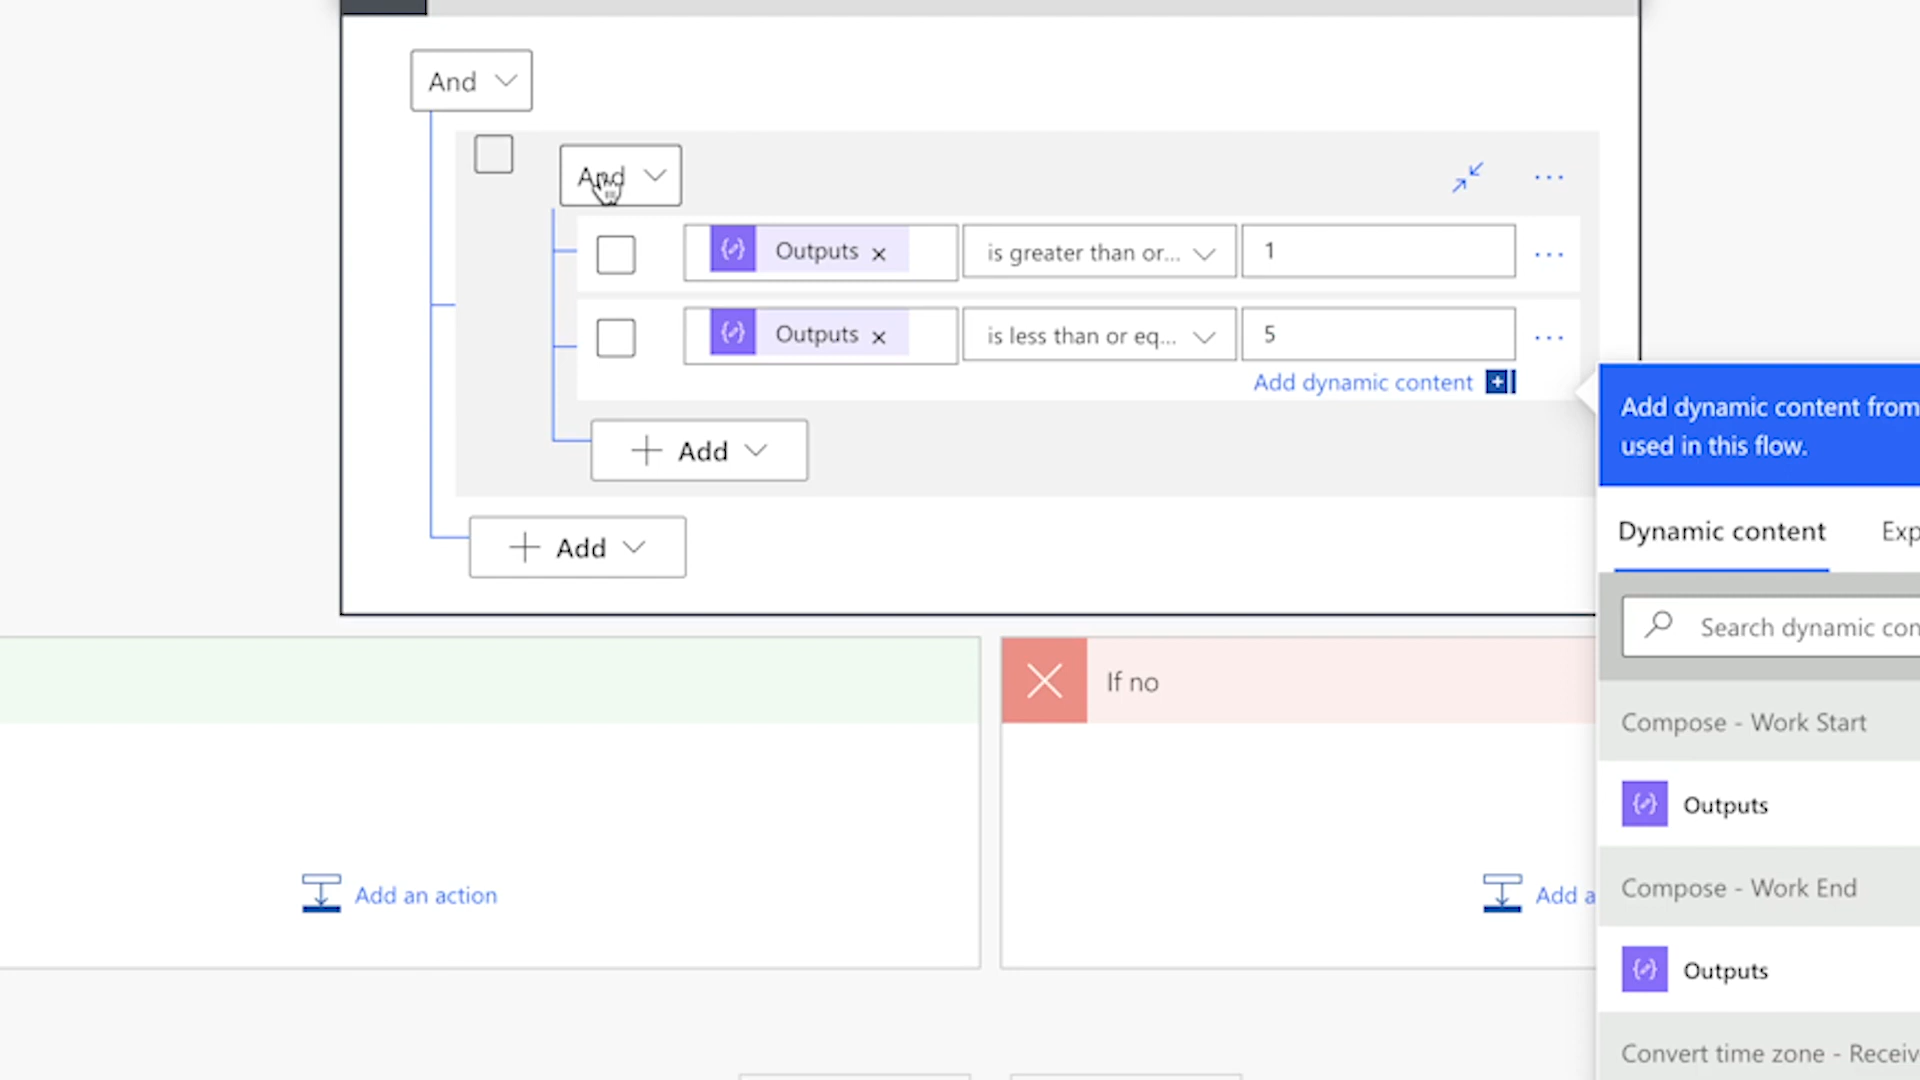 And
And
Outputs × is greater than or... 1
Outputs × is less than or eq... 5
Add dynamic content
Add
Add
Add dynamic content from
used in this flow.
Dynamic content Exp
Search dynamic con
If no
Compose - Work Start
Outputs
Add an action
Add a
Compose - Work End
Outputs
Convert time zone - Receiv